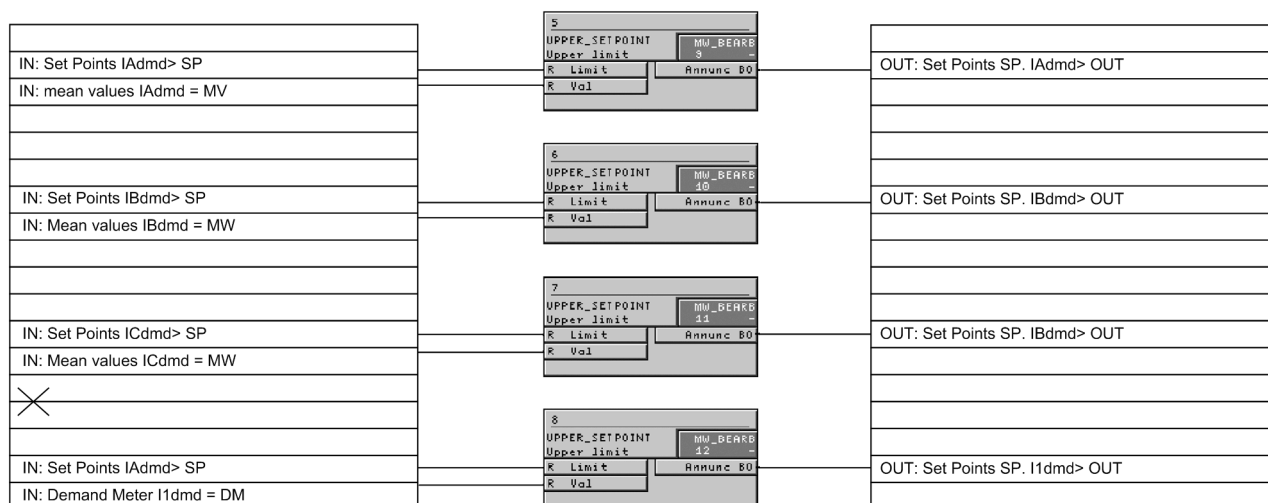 5
UPPER_SETPOINT MW_BEARB
Upper limit 9 -
IN: Set Points IAdmd> SP R Limit Annunc BO OUT: Set Points SP. IAdmd> OUT
IN: mean values IAdmd = MV R Val
6
UPPER_SETPOINT MW_BEARB
Upper limit 10 -
IN: Set Points IBdmd> SP R Limit Annunc BO OUT: Set Points SP. IBdmd> OUT
IN: Mean values IBdmd = MW R Val
7
UPPER_SETPOINT MW_BEARB
Upper limit 11 -
IN: Set Points ICdmd> SP R Limit Annunc BO OUT: Set Points SP. IBdmd> OUT
IN: Mean values ICdmd = MW R Val
8
UPPER_SETPOINT MW_BEARB
Upper limit 12 -
IN: Set Points IAdmd> SP R Limit Annunc BO OUT: Set Points SP. I1dmd> OUT
IN: Demand Meter I1dmd = DM R Val